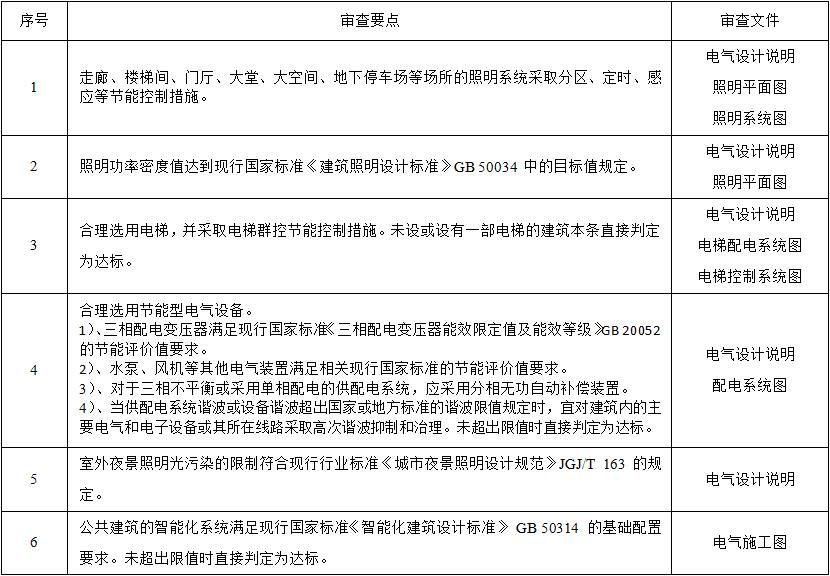 序号
审查要点
审查文件
1
走廊、楼梯间、门厅、大堂、大空间、地下停车场等场所的照明系统采取分区、定时、感
应等节能控制措施。
电气设计说明
照明平面图
照明系统图
2
照明功率密度值达到现行国家标准《建筑照明设计标准》GB 50034 中的目标值规定。
电气设计说明
照明平面图
3
合理选用电梯，并采取电梯群控节能控制措施。未设或设有一部电梯的建筑本条直接判定
为达标。
电气设计说明
电梯配电系统图
电梯控制系统图
4
合理选用节能型电气设备。
1)、三相配电变压器满足现行国家标准《三相配电变压器能效限定值及能效等级》GB 20052
的节能评价值要求。
2)、水泵、风机等其他电气装置满足相关现行国家标准的节能评价值要求。
3)、对于三相不平衡或采用单相配电的供配电系统，应采用分相无功自动补偿装置。
4)、当供配电系统谐波或设备谐波超出国家或地方标准的谐波限值规定时，宜对建筑内的主
要电气和电子设备或其所在线路采取高次谐波抑制和治理。未超出限值时直接判定为达标。
电气设计说明
配电系统图
5
室外夜景照明光污染的限制符合现行行业标准《城市夜景照明设计规范》JGJ/T 163 的规
定。
电气设计说明
6
公共建筑的智能化系统满足现行国家标准《智能化建筑设计标准》 GB 50314 的基础配置
要求。未超出限值时直接判定为达标。
电气施工图